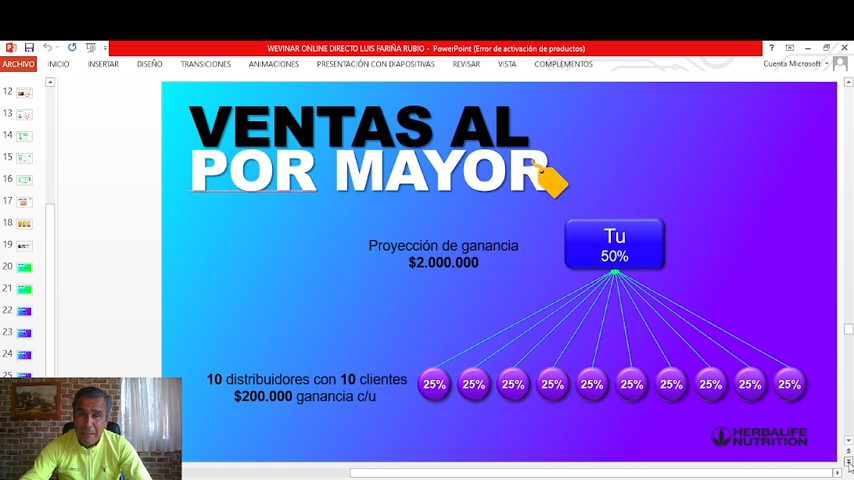 WEVINAR ONLINE DIRECTO LUIS FARIÑA RUBIO - PowerPoint (Error de activación de productos)
ARCHIVO INICIO INSERTAR DISEÑO TRANSICIONES ANIMACIONES PRESENTACIÓN CON DIAPOSITIVAS REVISAR VISTA COMPLEMENTOS Cuenta Microsoft
12
13
14
15
16
17
18
19
20
21
22
23
24
25
VENTAS AL
POR MAYOR
Proyección de ganancia
$2.000.000
Tu
50%
10 distribuidores con 10 clientes
$200.000 ganancia c/u
25% 25% 25% 25% 25% 25% 25% 25% 25% 25%
HERBALIFE
NUTRITION